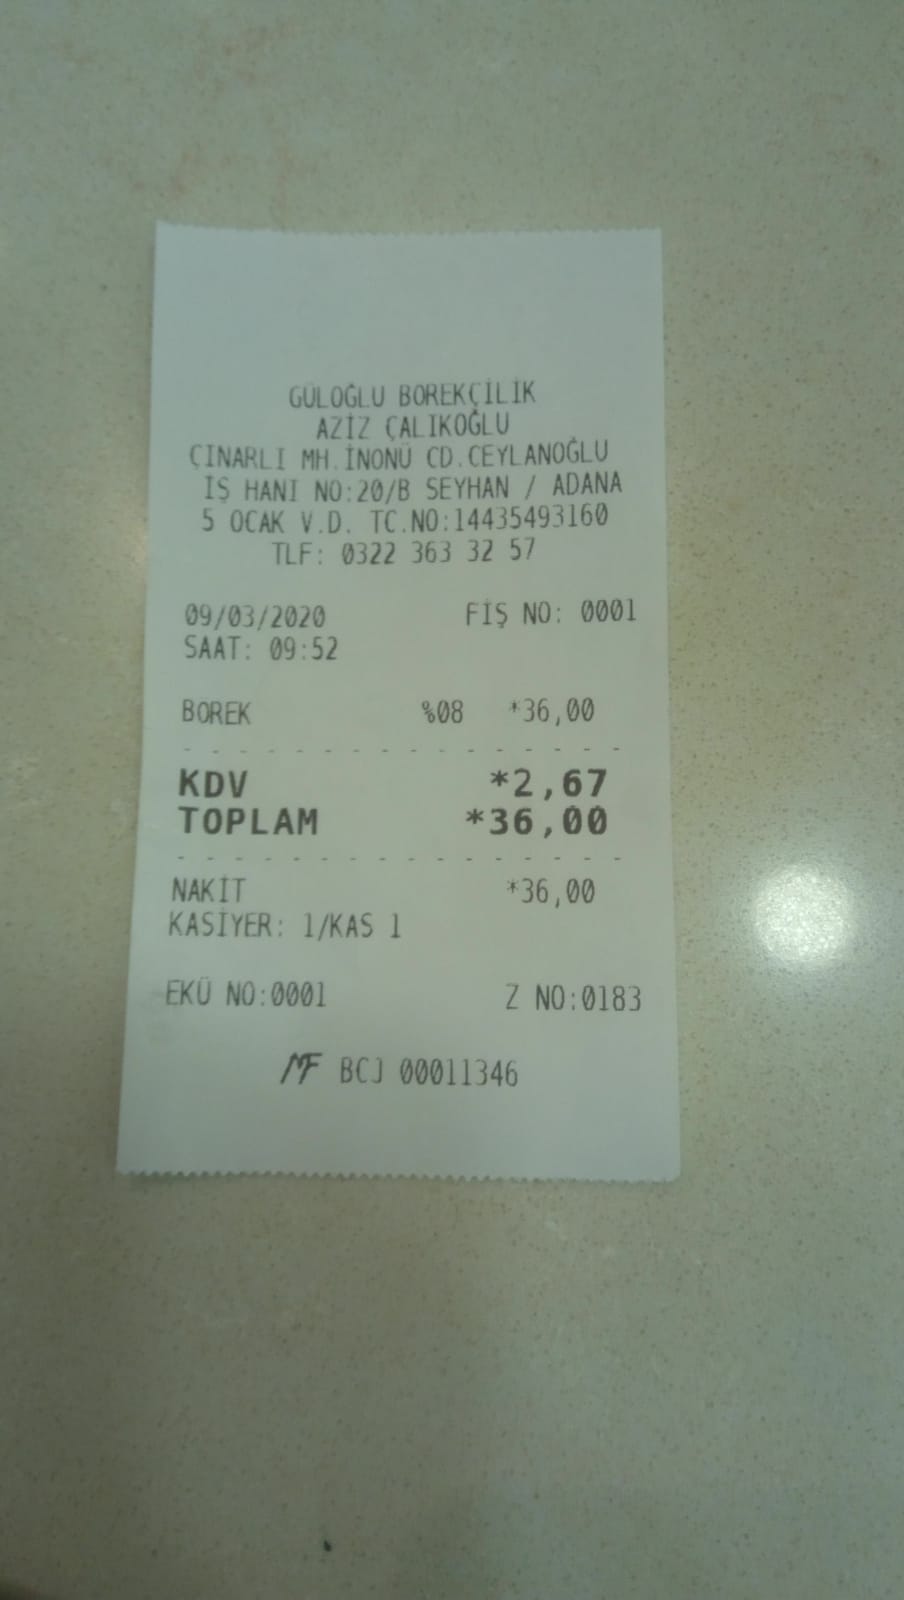 GÜLOĞLU BOREKÇİLİK
AZİZ ÇALIKOĞLU
ÇINARLI MH.İNONÜ CD.CEYLANOĞLU
İŞ HANI NO:20/B SEYHAN / ADANA
5 OCAK V.D. TC.NO:14435493160
TLF: 0322 363 32 57
09/03/2020 FİŞ NO: 0001
SAAT: 09:52
BOREK %08 *36,00
KDV *2,67
TOPLAM *36,00
NAKİT *36,00
KASİYER: 1/KAS 1
EKÜ NO:0001 Z NO:0183
MF BCJ 00011346